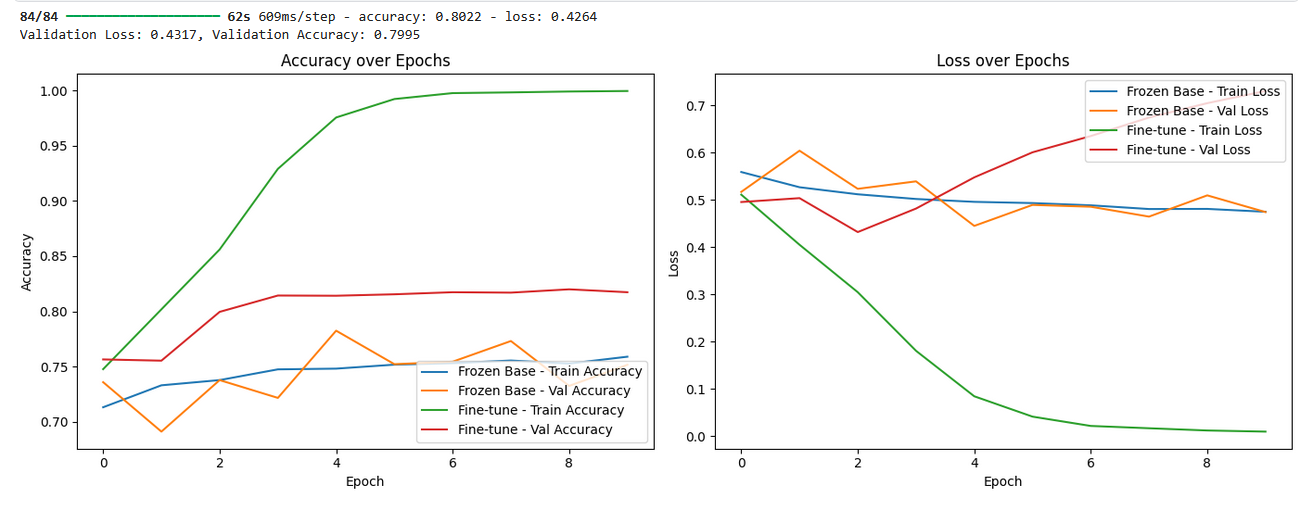 84/84 ━━━━━━━━━━━━━━━━━━━━ 62s 609ms/step - accuracy: 0.8022 - loss: 0.4264
Validation Loss: 0.4317, Validation Accuracy: 0.7995
Accuracy over Epochs
1.00
0.95
0.90
0.85
0.80
0.75
0.70
Accuracy
0 2 4 6 8
Epoch
Frozen Base - Train Accuracy
Frozen Base - Val Accuracy
Fine-tune - Train Accuracy
Fine-tune - Val Accuracy
Loss over Epochs
0.7
0.6
0.5
0.4
0.3
0.2
0.1
0.0
Loss
0 2 4 6 8
Epoch
Frozen Base - Train Loss
Frozen Base - Val Loss
Fine-tune - Train Loss
Fine-tune - Val Loss